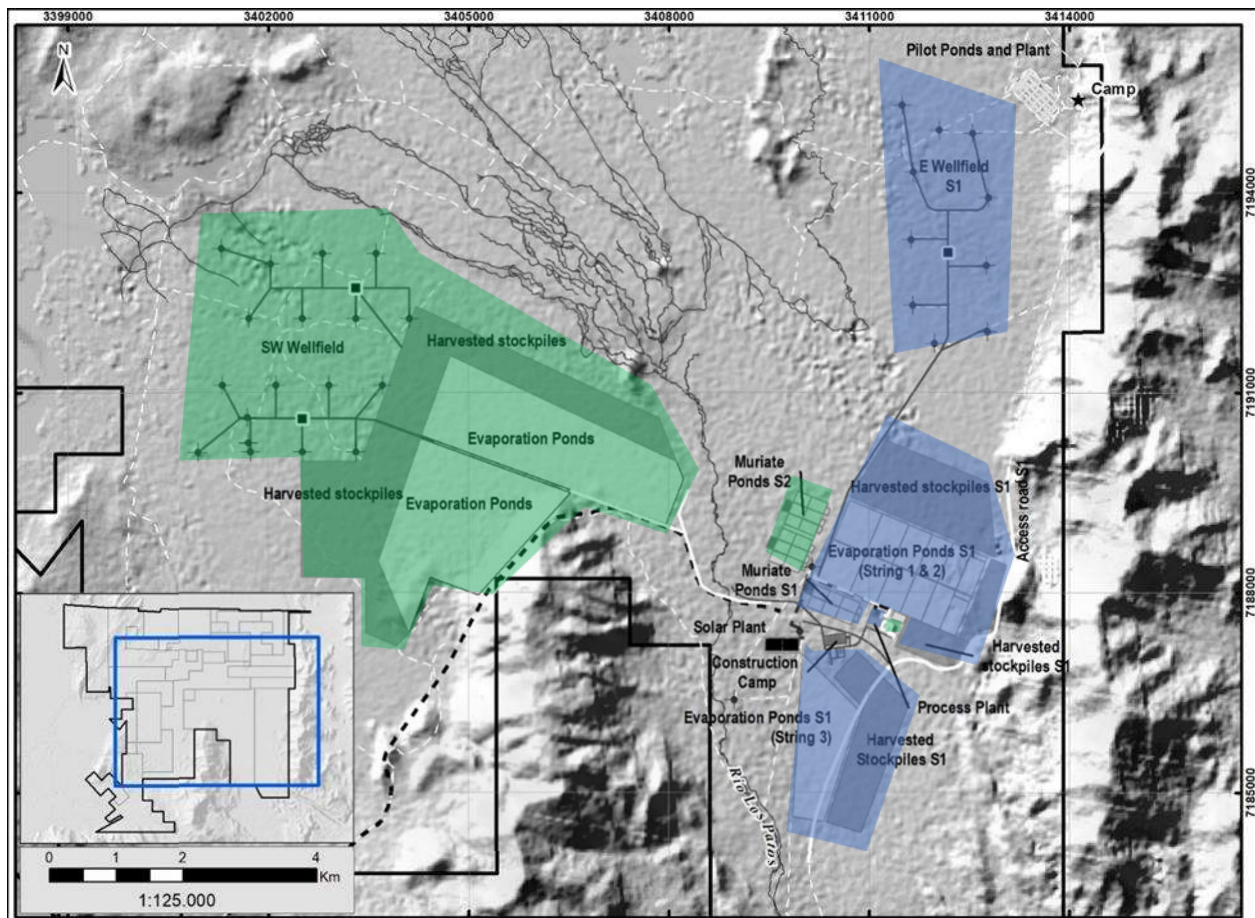 3399000
3402000
3405000
3408000
3411000
3414000
N
Pilot Ponds and Plant
Camp
E Wellfield
S1
7194000
SW Wellfield
Harvested stockpiles
7191000
Evaporation Ponds
Muriate
Ponds S2
Harvested stockpiles S1
Access road S1
Harvested stockpiles
Evaporation Ponds
Evaporation Ponds S1
(String 1 & 2)
Muriate
Ponds S1
7188000
Solar Plant
Harvested
stockpiles S1
Construction
Camp
Process Plant
Evaporation Ponds S1
(String 3)
Harvested
Stockpiles S1
Río Los Patos
7185000
0
1
2
4
Km
1:125.000